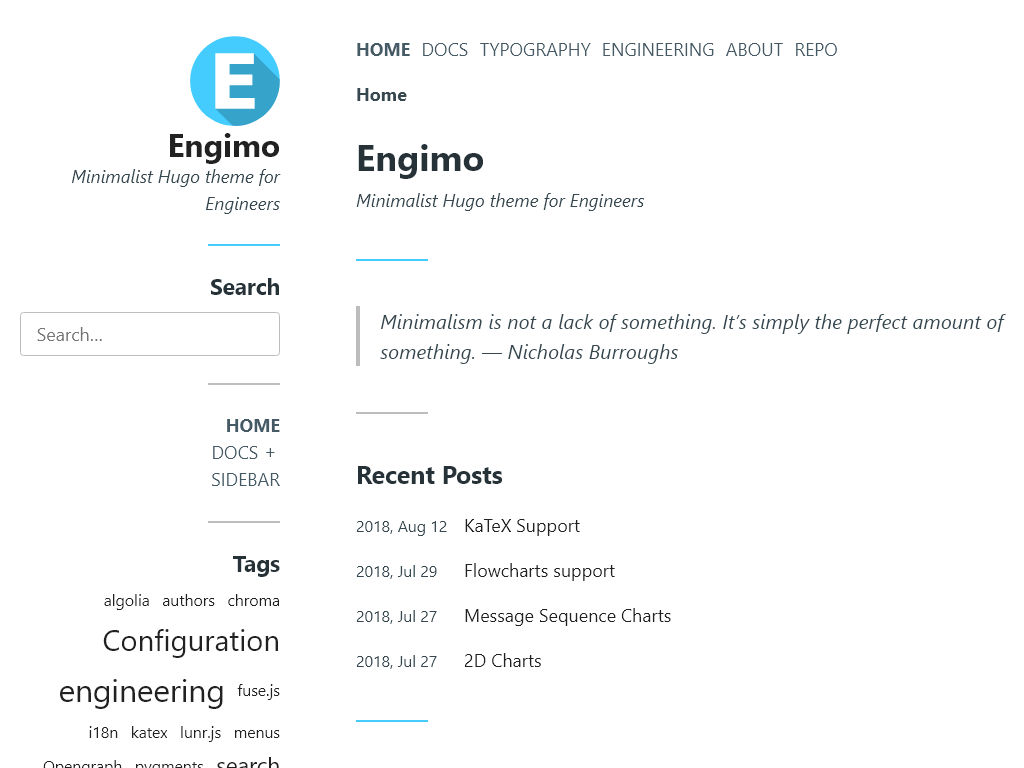 E
Engimo
Minimalist Hugo theme for
Engineers
Search
Search...
HOME
DOCS +
SIDEBAR
Tags
algolia authors chroma
Configuration
engineering fuse.js
i18n katex lunr.js menus
Opengraph pygments search
HOME DOCS TYPOGRAPHY ENGINEERING ABOUT REPO
Home
Engimo
Minimalist Hugo theme for Engineers
Minimalism is not a lack of something. It's simply the perfect amount of
something. — Nicholas Burroughs
Recent Posts
2018, Aug 12 KaTeX Support
2018, Jul 29 Flowcharts support
2018, Jul 27 Message Sequence Charts
2018, Jul 27 2D Charts